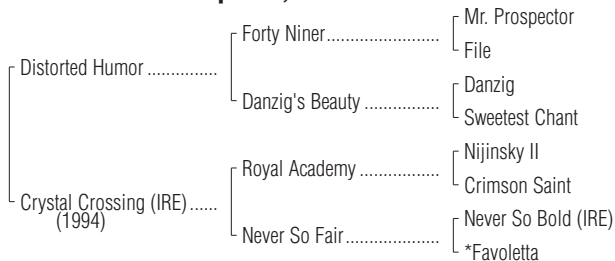 Forty Niner........................... Mr. Prospector
File
Distorted Humor ...............
Danzig's Beauty ................ Danzig
Sweetest Chant
Royal Academy ................. Nijinsky II
Crimson Saint
Crystal Crossing (IRE) ......
(1994)
Never So Fair.................... Never So Bold (IRE)
*Favoletta